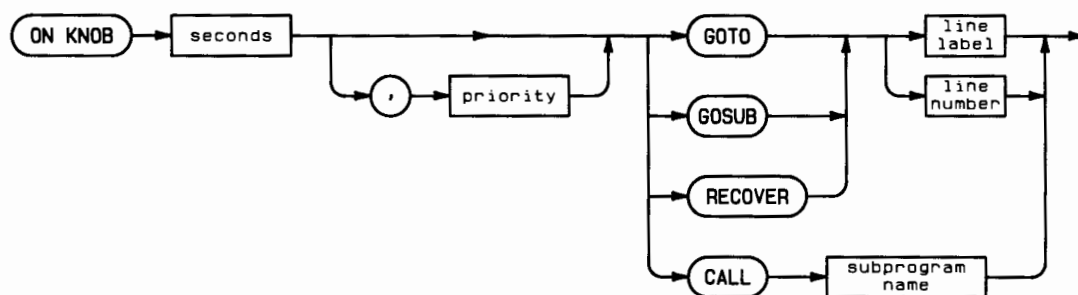 ON KNOB
seconds
,
priority
GOTO
GOSUB
RECOVER
CALL
line
label
line
number
subprogram
name